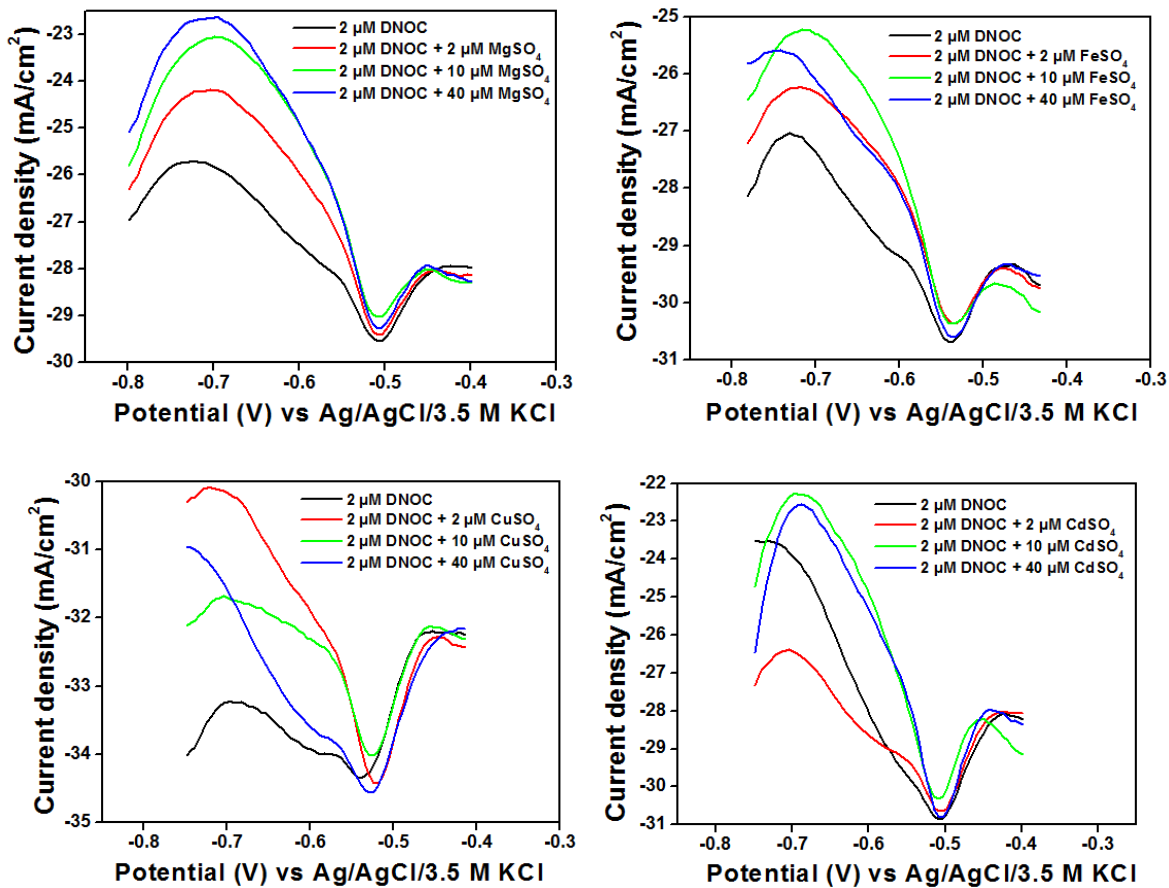 2 µM DNOC
2 µM DNOC + 2 µM MgSO4
2 µM DNOC + 10 µM MgSO4
2 µM DNOC + 40 µM MgSO4
-23
-24
-25
-26
-27
-28
-29
-30
Current density (mA/cm²)
-0.8
-0.7
-0.6
-0.5
-0.4
-0.3
Potential (V) vs Ag/AgCl/3.5 M KCl
2 µM DNOC
2 µM DNOC + 2 µM FeSO4
2 µM DNOC + 10 µM FeSO4
2 µM DNOC + 40 µM FeSO4
-25
-26
-27
-28
-29
-30
-31
Current density (mA/cm²)
-0.8
-0.7
-0.6
-0.5
-0.4
-0.3
Potential (V) vs Ag/AgCl/3.5 M KCl
2 µM DNOC
2 µM DNOC + 2 µM CuSO4
2 µM DNOC + 10 µM CuSO4
2 µM DNOC + 40 µM CuSO4
-30
-31
-32
-33
-34
-35
Current density (mA/cm²)
-0.8
-0.7
-0.6
-0.5
-0.4
-0.3
Potential (V) vs Ag/AgCl/3.5 M KCl
2 µM DNOC
2 µM DNOC + 2 µM CdSO4
2 µM DNOC + 10 µM CdSO4
2 µM DNOC + 40 µM CdSO4
-22
-23
-24
-25
-26
-27
-28
-29
-30
-31
Current density (mA/cm²)
-0.8
-0.7
-0.6
-0.5
-0.4
-0.3
Potential (V) vs Ag/AgCl/3.5 M KCl